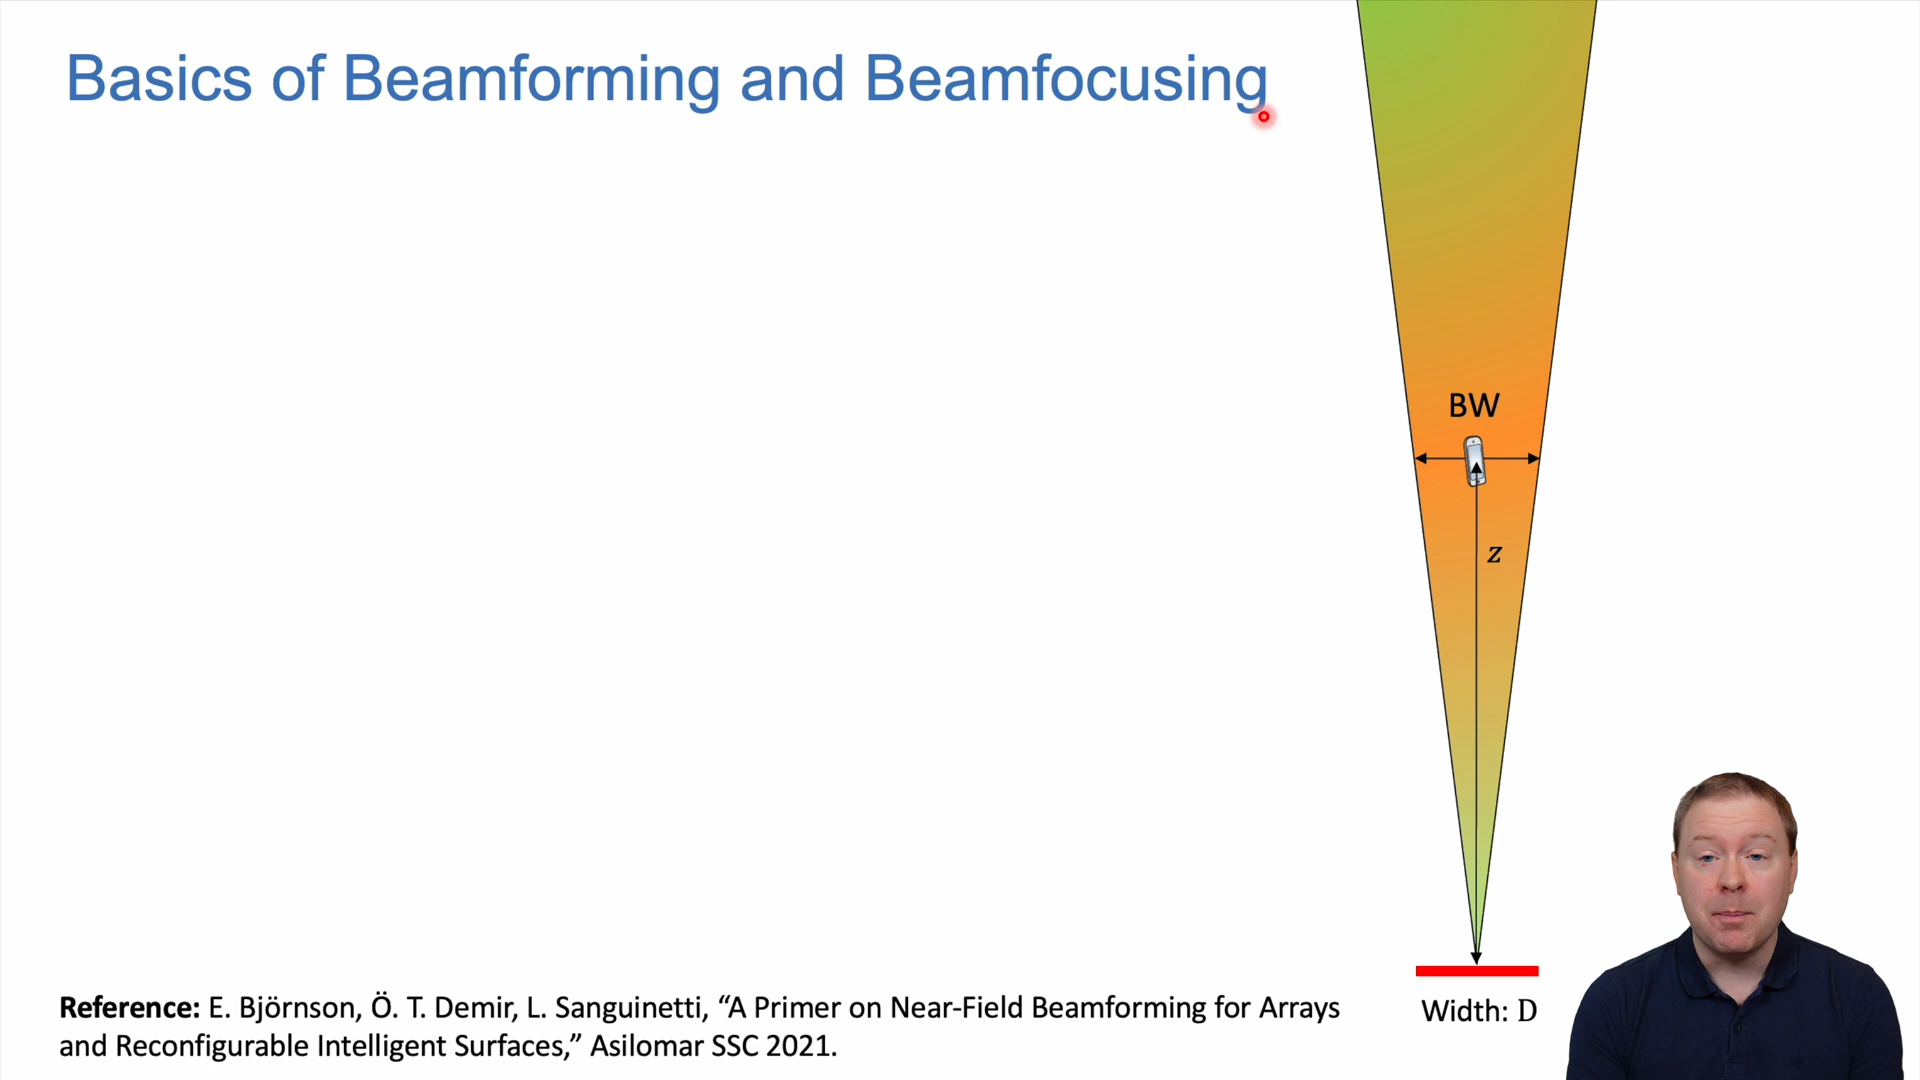 Basics of Beamforming and Beamfocusing
BW
z
Width: D
Reference: E. Björnson, Ö. T. Demir, L. Sanguinetti, “A Primer on Near-Field Beamforming for Arrays
and Reconfigurable Intelligent Surfaces,” Asilomar SSC 2021.